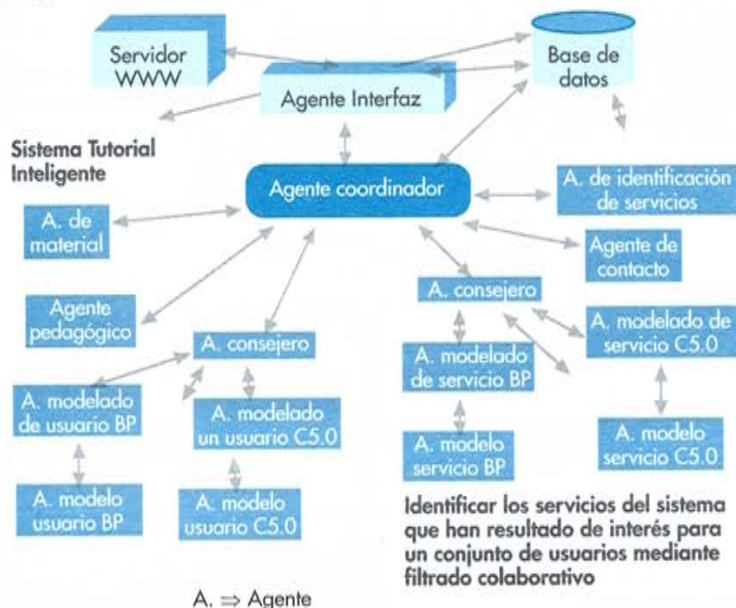 Servidor
WWW
Base de
datos
Agente Interfaz
Sistema Tutorial
Inteligente
Agente coordinador
A. de identificación
de servicios
A. de
material
Agente de
contacto
A. consejero
Agente
pedagógico
A. consejero
A. modelado de
servicio C5.0
A. modelado
de servicio BP
A. modelado
de usuario BP
A. modelado
un usuario C5.0
A. modelo
servicio BP
A. modelo
servicio C5.0
A. modelo
usuario BP
A. modelo
usuario C5.0
Identificar los servicios del sistema
que han resultado de interés para
un conjunto de usuarios mediante
filtrado colaborativo
A. ⇒ Agente